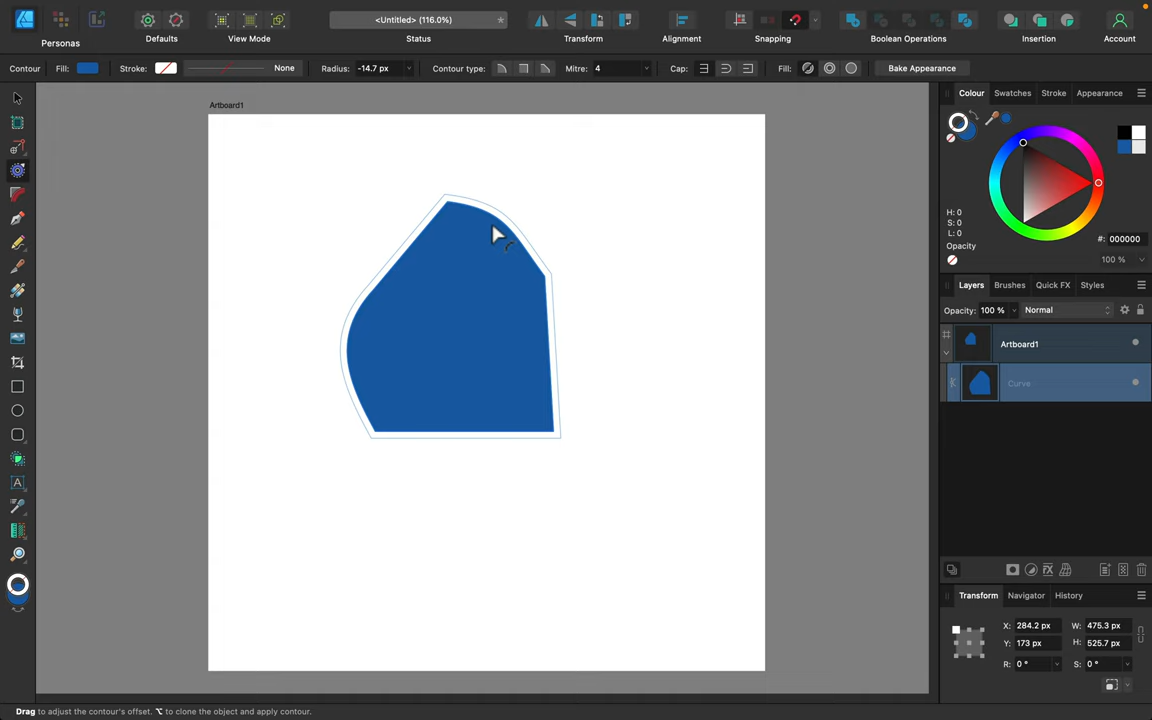 <Untitled> (116.0%)
*
Personas
Defaults
View Mode
Status
Transform
Alignment
Snapping
Boolean Operations
Insertion
Account
Contour
Fill:
Stroke:
None
Radius:
-14.7 px
Contour type:
Mitre:
4
Cap:
Fill:
Bake Appearance
Artboard1
Colour
Swatches
Stroke
Appearance
H: 0
S: 0
L: 0
#:
000000
Opacity
100 %
Layers
Brushes
Quick FX
Styles
Opacity:
100 %
Normal
Artboard1
Curve
A
Transform
Navigator
History
X:
284.2 px
W:
475.3 px
Y:
173 px
H:
525.7 px
R:
0 °
S:
0 °
Drag to adjust the contour's offset. ⌥ to clone the object and apply contour.